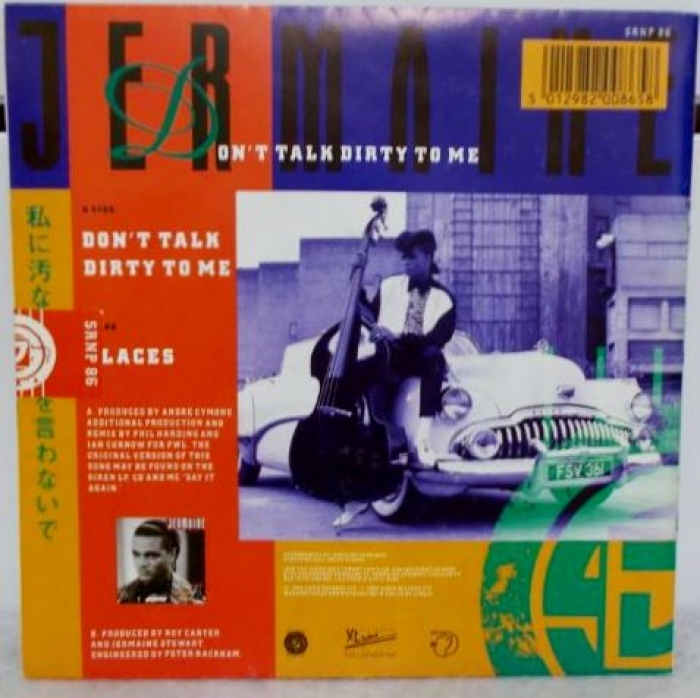 JERMAINE
SRNP 86
5 012982 008658
DON'T TALK DIRTY TO ME
A SIDE
DON'T TALK
DIRTY TO ME
私に汚な
を言わないで
SRNP 86
LACES
A. PRODUCED BY ANDRE CYMONE
ADDITIONAL PRODUCTION AND
REMIX BY PHIL HARDING AND
IAN CURNOW FOR PWL. THE
ORIGINAL VERSION OF THIS
SONG MAY BE FOUND ON THE
SIREN LP, CD AND MC 'SAY IT
AGAIN'
FSV 361
JERMAINE
B. PRODUCED BY ROY CARTER
AND JERMAINE STEWART
ENGINEERED BY PETER RACKHAM.
45